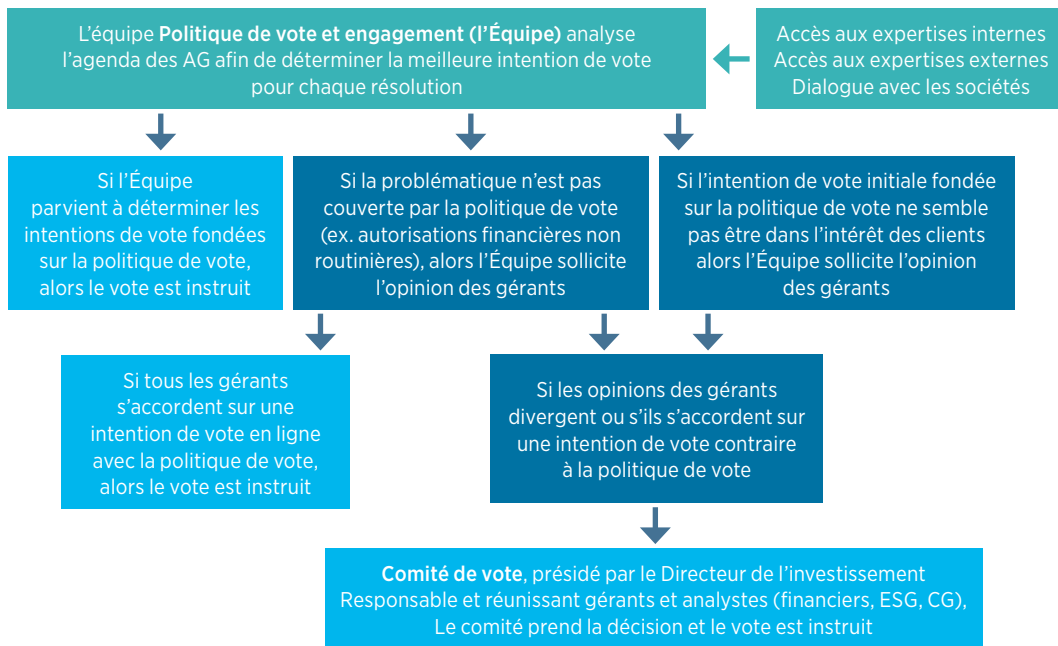 L’équipe Politique de vote et engagement (l’Équipe) analyse
l’agenda des AG afin de déterminer la meilleure intention de vote
pour chaque résolution
Accès aux expertises internes
Accès aux expertises externes
Dialogue avec les sociétés
Si l’Équipe
parvient à déterminer les
intentions de vote fondées
sur la politique de vote,
alors le vote est instruit
Si la problématique n’est pas
couverte par la politique de vote
(ex. autorisations financières non
routinières), alors l’Équipe sollicite
l’opinion des gérants
Si l’intention de vote initiale fondée
sur la politique de vote ne semble
pas être dans l’intérêt des clients
alors l’Équipe sollicite l’opinion
des gérants
Si tous les gérants
s’accordent sur une
intention de vote en ligne
avec la politique de vote,
alors le vote est instruit
Si les opinions des gérants
divergent ou s’ils s’accordent sur
une intention de vote contraire
à la politique de vote
Comité de vote, présidé par le Directeur de l’investissement
Responsable et réunissant gérants et analystes (financiers, ESG, CG),
Le comité prend la décision et le vote est instruit